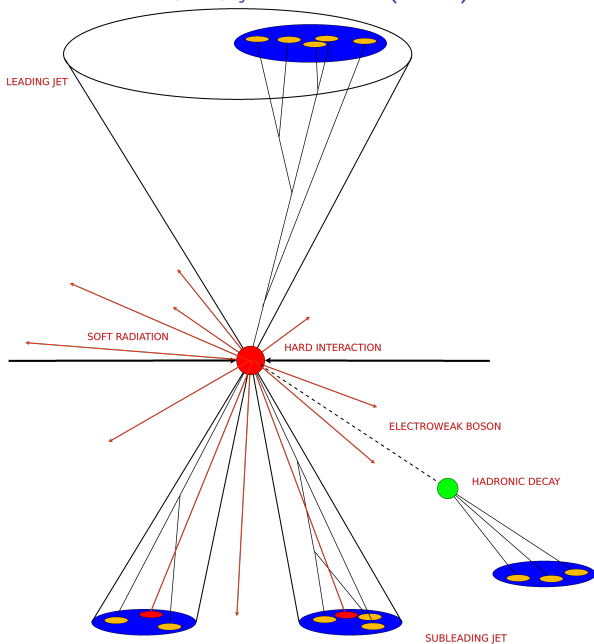 LEADING JET
SOFT RADIATION
HARD INTERACTION
ELECTROWEAK BOSON
HADRONIC DECAY
SUBLEADING JET